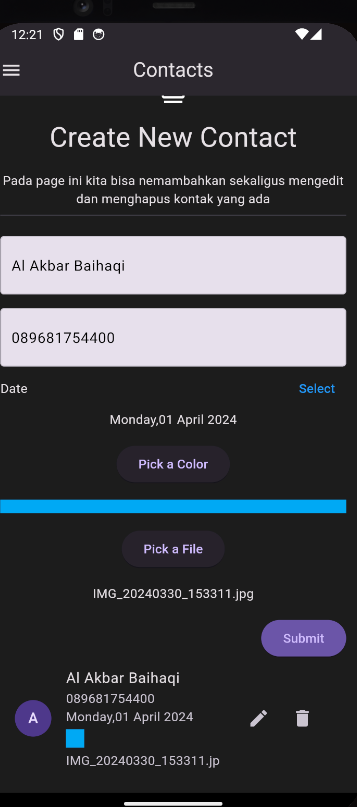 12:21
Contacts
Create New Contact
Pada page ini kita bisa nemambahkan sekaligus mengedit
dan menghapus kontak yang ada
Al Akbar Baihaqi
089681754400
Date
Select
Monday,01 April 2024
Pick a Color
Pick a File
IMG_20240330_153311.jpg
Submit
A
Al Akbar Baihaqi
089681754400
Monday,01 April 2024
IMG_20240330_153311.jp